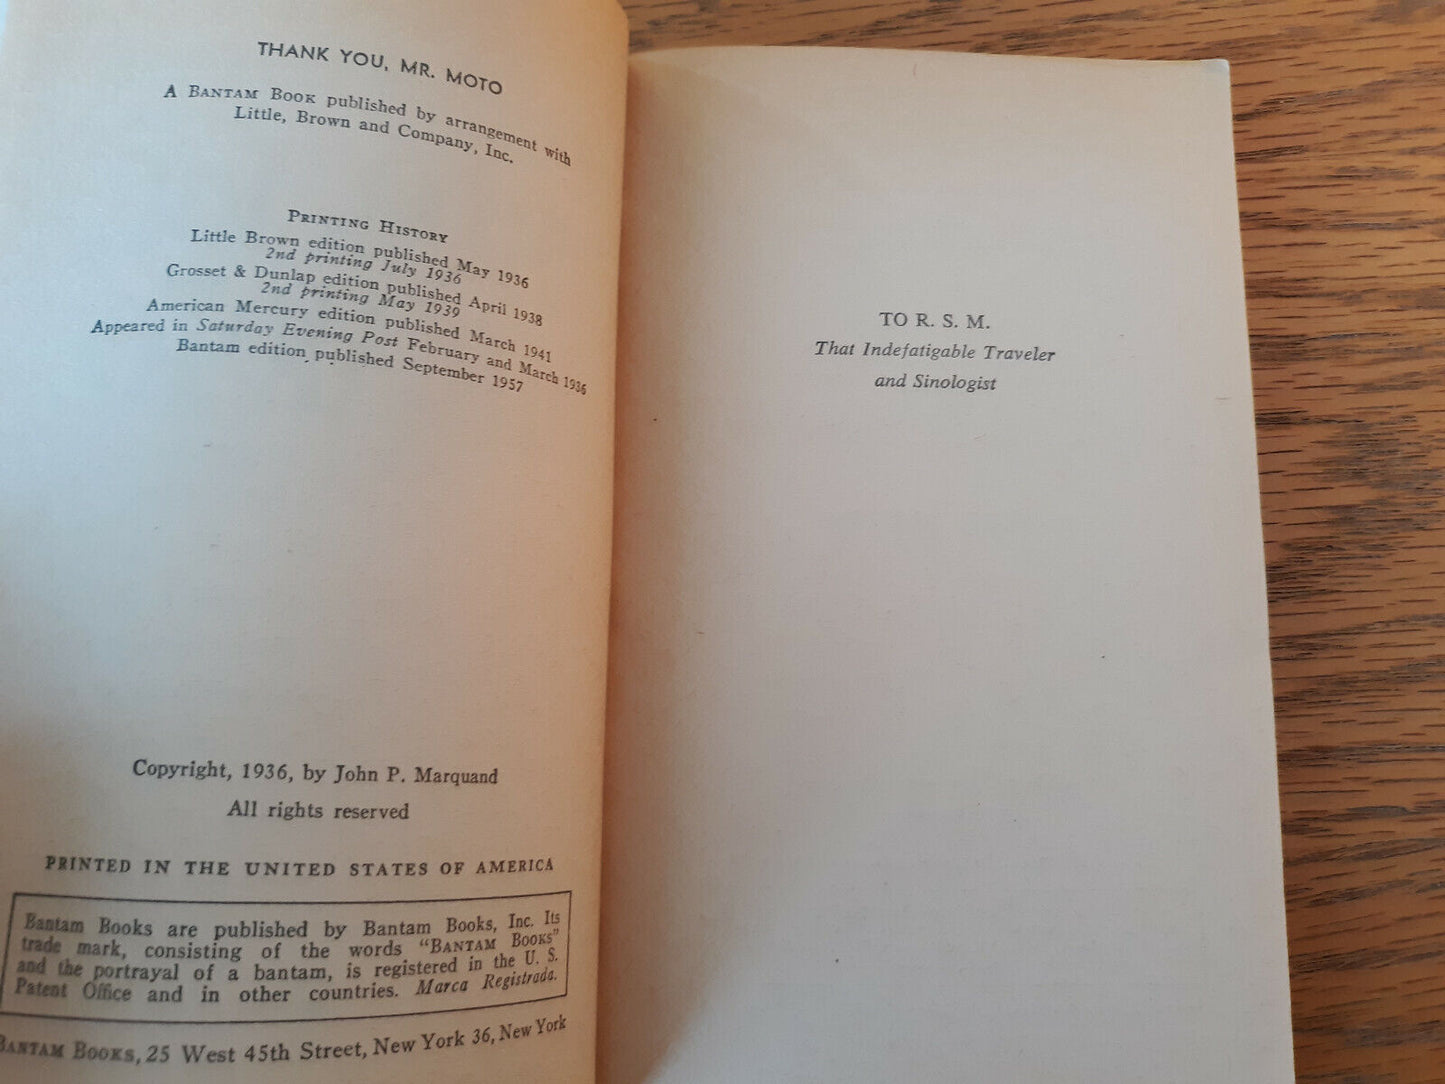 THANK YOU, MR. MOTO
A BANTAM BOOK published by arrangement with
Little, Brown and Company, Inc.
PRINTING HISTORY
Little Brown edition published May 1936
2nd printing July 1936
Grosset & Dunlap edition published April 1938
2nd printing May 1939
American Mercury edition published March 1941
Appeared in Saturday Evening Post February and March 1936
Bantam edition published September 1957
Copyright, 1936, by John P. Marquand
All rights reserved
PRINTED IN THE UNITED STATES OF AMERICA
Bantam Books are published by Bantam Books, Inc. Its
trade mark, consisting of the words "BANTAM BOOKS"
and the portrayal of a bantam, is registered in the U. S.
Patent Office and in other countries. Marca Registrada.
BANTAM BOOKS, 25 West 45th Street, New York 36, New York
TO R. S. M.
That Indefatigable Traveler
and Sinologist